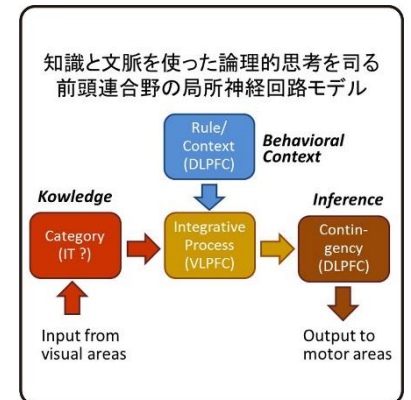 知識と文脈を使った論理的思考を司る
前頭連合野の局所神経回路モデル
Rule/
Context
(DLPFC)
Behavioral
Context
Kowledge
Inference
Category
(IT ?)
Integrative
Process
(VLPFC)
Contin-
gency
(DLPFC)
Input from
visual areas
Output to
motor areas